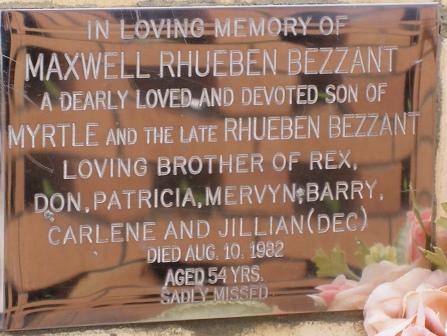 IN LOVING MEMORY OF
MAXWELL RHUEBEN BEZZANT
A DEARLY LOVED AND DEVOTED SON OF
MYRTLE AND THE LATE RHUEBEN BEZZANT
LOVING BROTHER OF REX,
DON, PATRICIA, MERVYN, BARRY,
CARLENE AND JILLIAN (DEC)
DIED AUG. 10. 1982
AGED 54 YRS.
SADLY MISSED